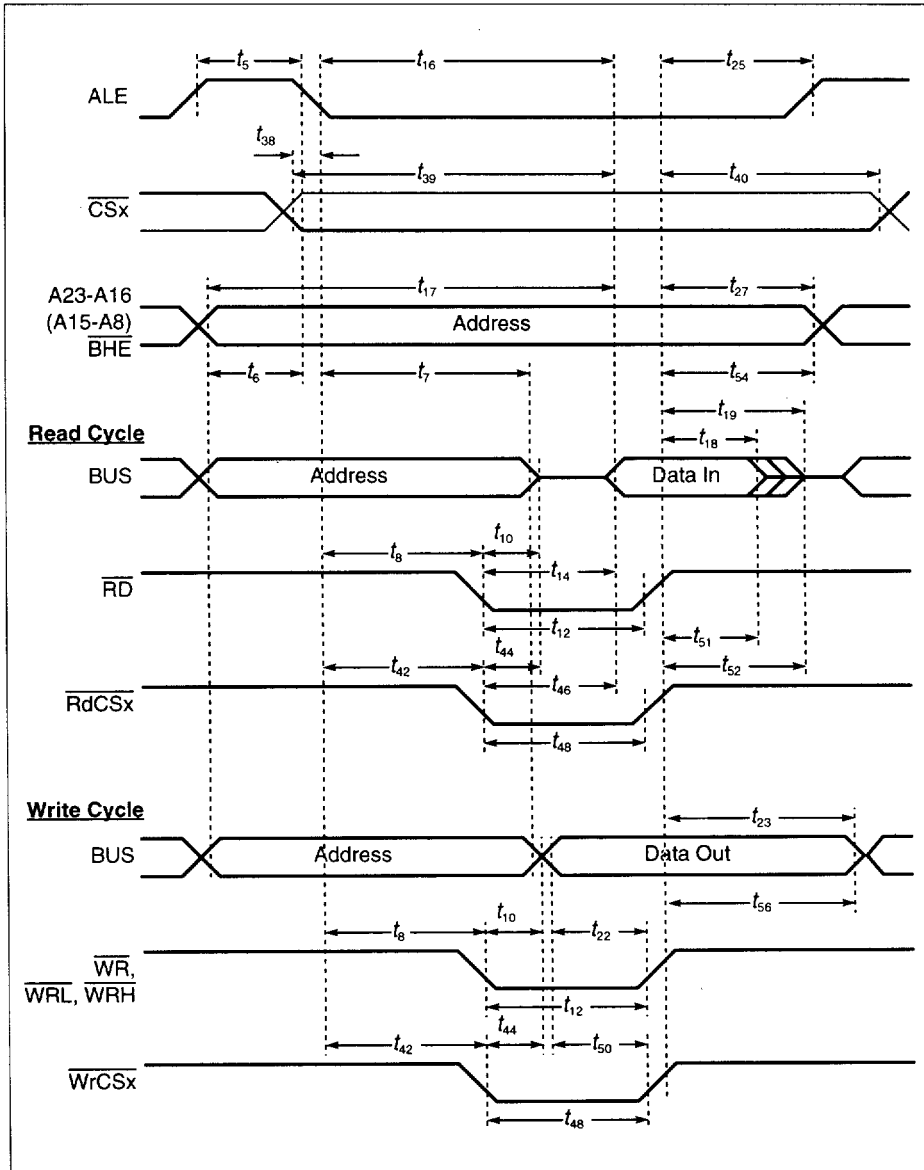 t5 t16 t25
ALE
t38
t39 t40
CSx
t17 t27
A23-A16
(A15-A8)
BHE
Address
t6 t7 t54
t19
Read Cycle
t18
BUS Address Data In
t10
t8
t14
RD
t12 t51
t44
t42 t52
t46
RdCSx
t48
Write Cycle
t23
BUS Address Data Out
t56
t10
t8 t22
WR,
WRL, WRH
t12
t44
t42 t50
WrCSx
t48